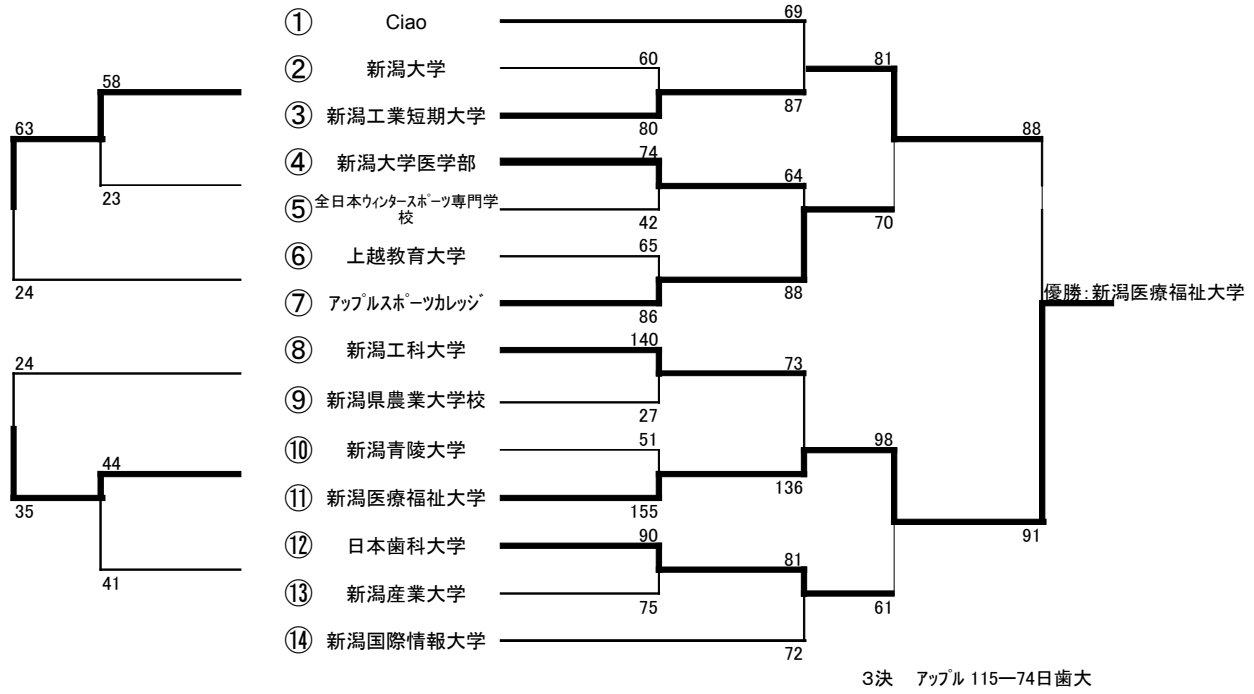 ① Ciao 69
② 新潟大学 60 81
58
③ 新潟工業短期大学 80 87
63 88
④ 新潟大学医学部 74
23 64
⑤ 全日本ウィンタースポーツ専門学
校 42 70
⑥ 上越教育大学 65
24 88
⑦ アップルスポーツカレッジ 86
優勝:新潟医療福祉大学
⑧ 新潟工科大学 140
24 73
⑨ 新潟県農業大学校 27
⑩ 新潟青陵大学 51 98
44
⑪ 新潟医療福祉大学 155 136
35
⑫ 日本歯科大学 90 91
41 81
⑬ 新潟産業大学 75 61
⑭ 新潟国際情報大学 72
3決 アップル 115―74日歯大